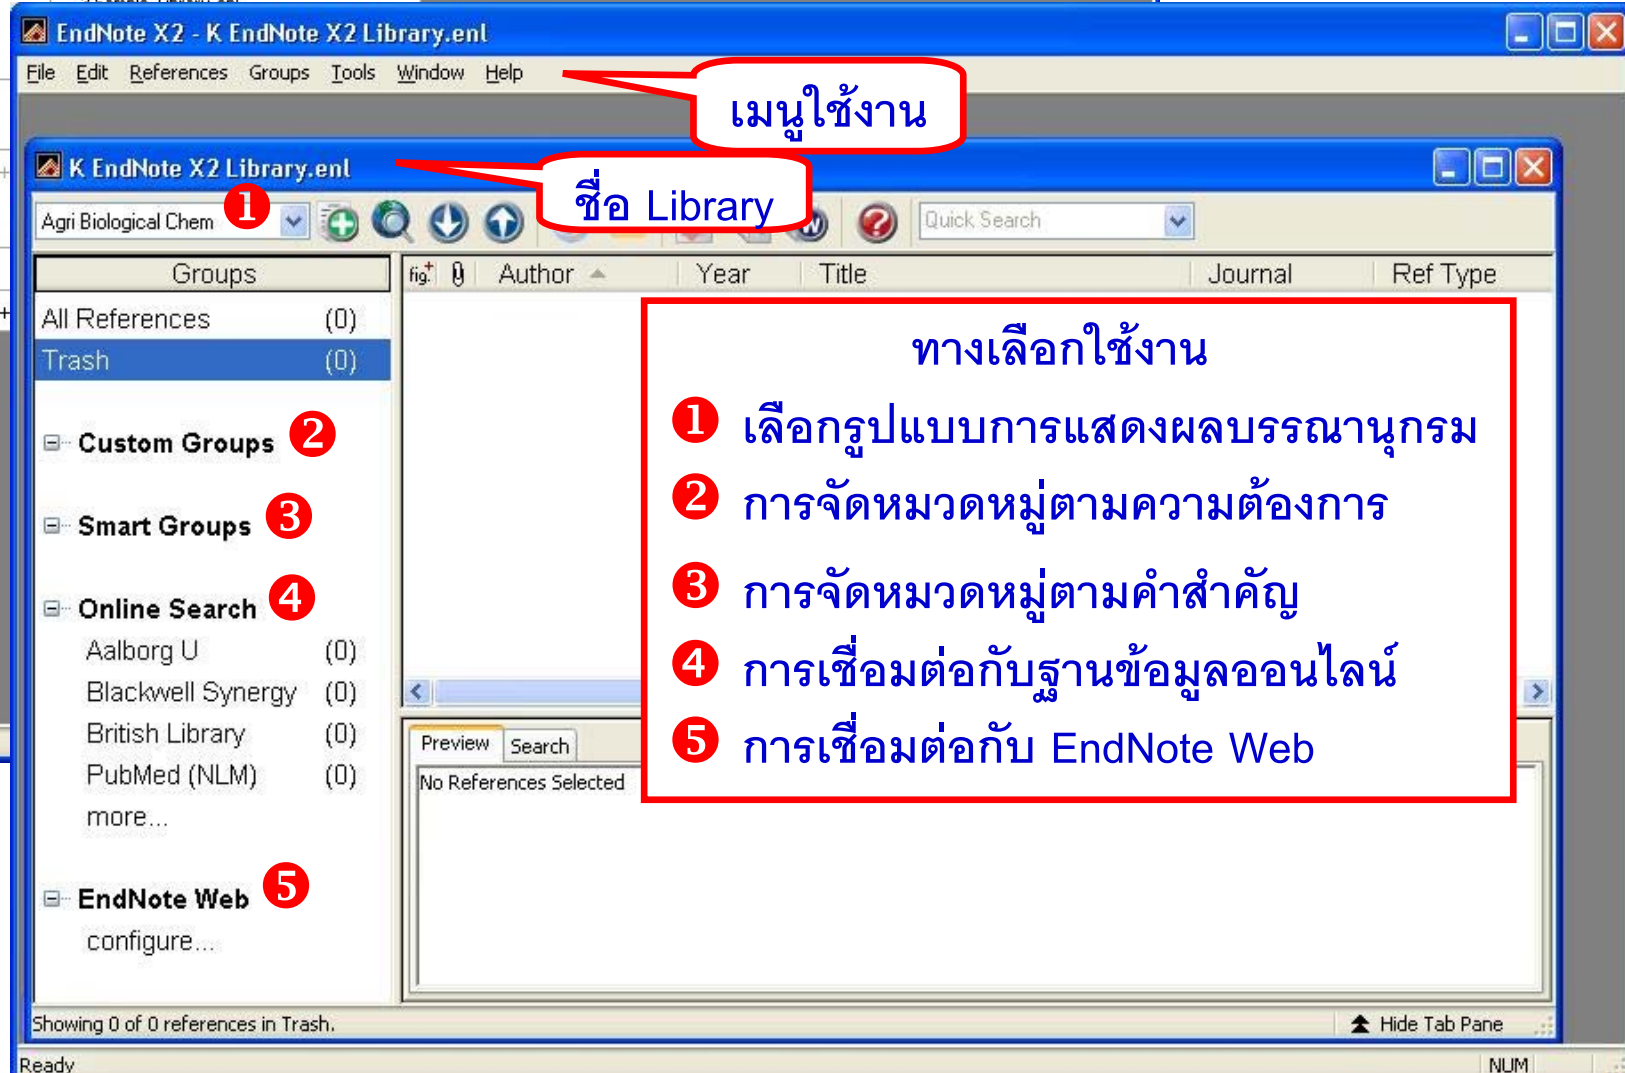 EndNote X2 - K EndNote X2 Library.enl
File Edit References Groups Tools Window Help
เมนูใช้งาน
K EndNote X2 Library.enl
ชื่อ Library
Agri Biological Chem
1
Quick Search
Groups
fig. Author Year Title Journal Ref Type
All References (0)
Trash (0)
Custom Groups 2
Smart Groups 3
Online Search 4
Aalborg U (0)
Blackwell Synergy (0)
British Library (0)
PubMed (NLM) (0)
more...
EndNote Web 5
configure...
ทางเลือกใช้งาน
1 เลือกรูปแบบการแสดงผลบรรณานุกรม
2 การจัดหมวดหมู่ตามความต้องการ
3 การจัดหมวดหมู่ตามคำสำคัญ
4 การเชื่อมต่อกับฐานข้อมูลออนไลน์
5 การเชื่อมต่อกับ EndNote Web
Preview Search
No References Selected
Showing 0 of 0 references in Trash.
Hide Tab Pane
Ready
NUM